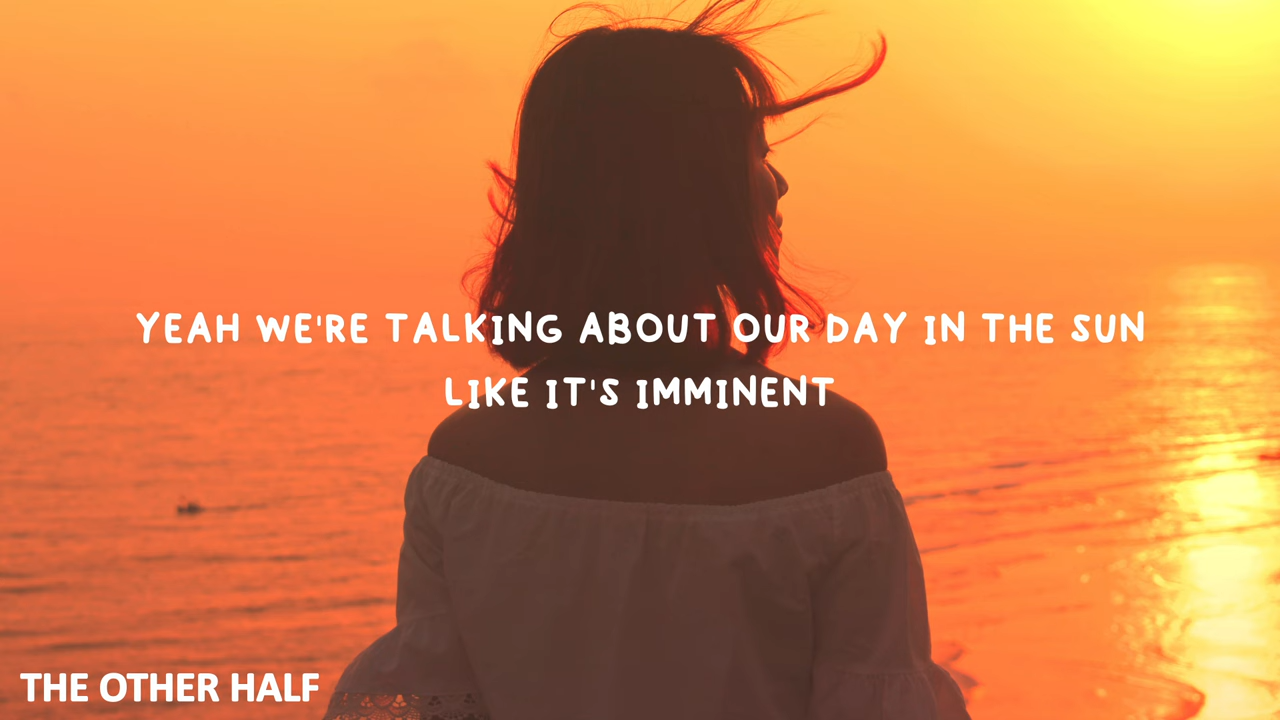 YEAH WE'RE TALKING ABOUT OUR DAY IN THE SUN
LIKE IT'S IMMINENT
THE OTHER HALF